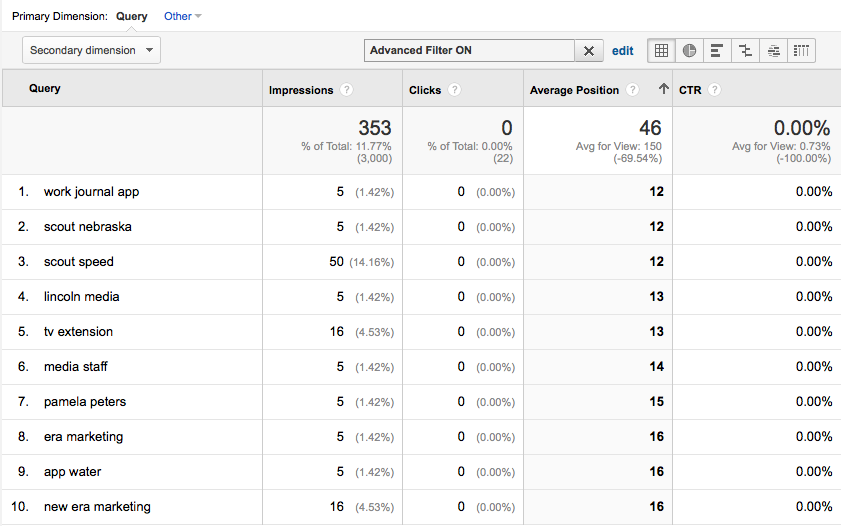 Primary Dimension: Query Other
Secondary dimension Advanced Filter ON edit
Query Impressions ? Clicks ? Average Position ? CTR ?
353 0 46 0.00%
% of Total: 11.77% % of Total: 0.00% Avg for View: 150 Avg for View: 0.73%
(3,000) (22) (-69.54%) (-100.00%)
1. work journal app 5 (1.42%) 0 (0.00%) 12 0.00%
2. scout nebraska 5 (1.42%) 0 (0.00%) 12 0.00%
3. scout speed 50 (14.16%) 0 (0.00%) 12 0.00%
4. lincoln media 5 (1.42%) 0 (0.00%) 13 0.00%
5. tv extension 16 (4.53%) 0 (0.00%) 13 0.00%
6. media staff 5 (1.42%) 0 (0.00%) 14 0.00%
7. pamela peters 5 (1.42%) 0 (0.00%) 15 0.00%
8. era marketing 5 (1.42%) 0 (0.00%) 16 0.00%
9. app water 5 (1.42%) 0 (0.00%) 16 0.00%
10. new era marketing 16 (4.53%) 0 (0.00%) 16 0.00%